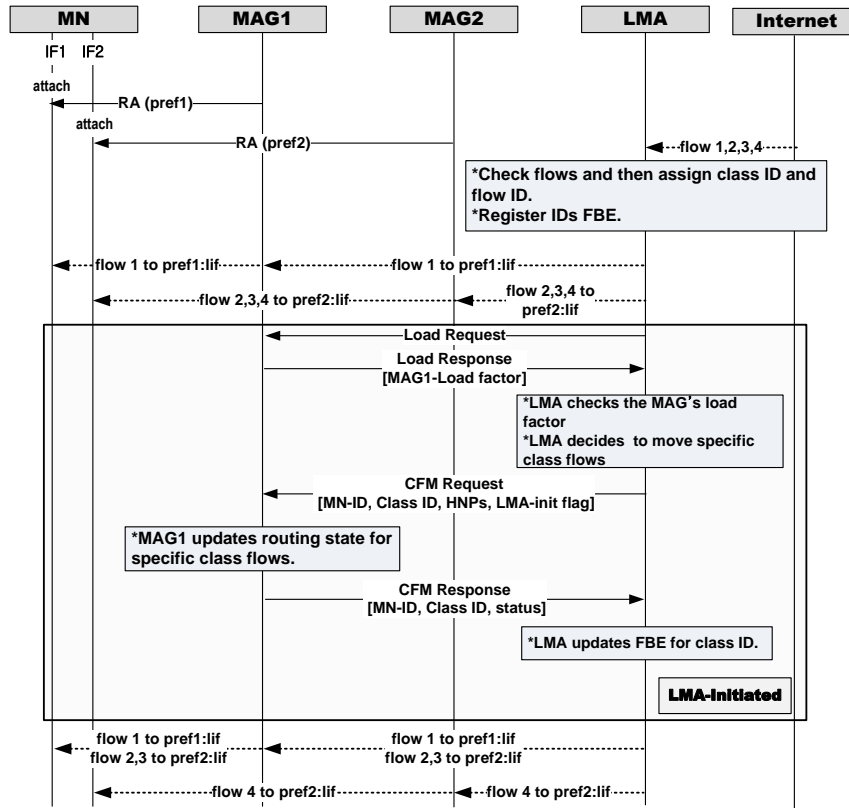 MN
MAG1
MAG2
LMA
Internet
IF1
IF2
attach
RA (pref1)
attach
RA (pref2)
flow 1,2,3,4
*Check flows and then assign class ID and
flow ID.
*Register IDs FBE.
flow 1 to pref1:lif
flow 1 to pref1:lif
flow 2,3,4 to pref2:lif
flow 2,3,4 to
pref2:lif
Load Request
Load Response
[MAG1-Load factor]
*LMA checks the MAG's load
factor
*LMA decides to move specific
class flows
CFM Request
[MN-ID, Class ID, HNPs, LMA-init flag]
*MAG1 updates routing state for
specific class flows.
CFM Response
[MN-ID, Class ID, status]
*LMA updates FBE for class ID.
LMA-Initiated
flow 1 to pref1:lif
flow 2,3 to pref2:lif
flow 1 to pref1:lif
flow 2,3 to pref2:lif
flow 4 to pref2:lif
flow 4 to pref2:lif